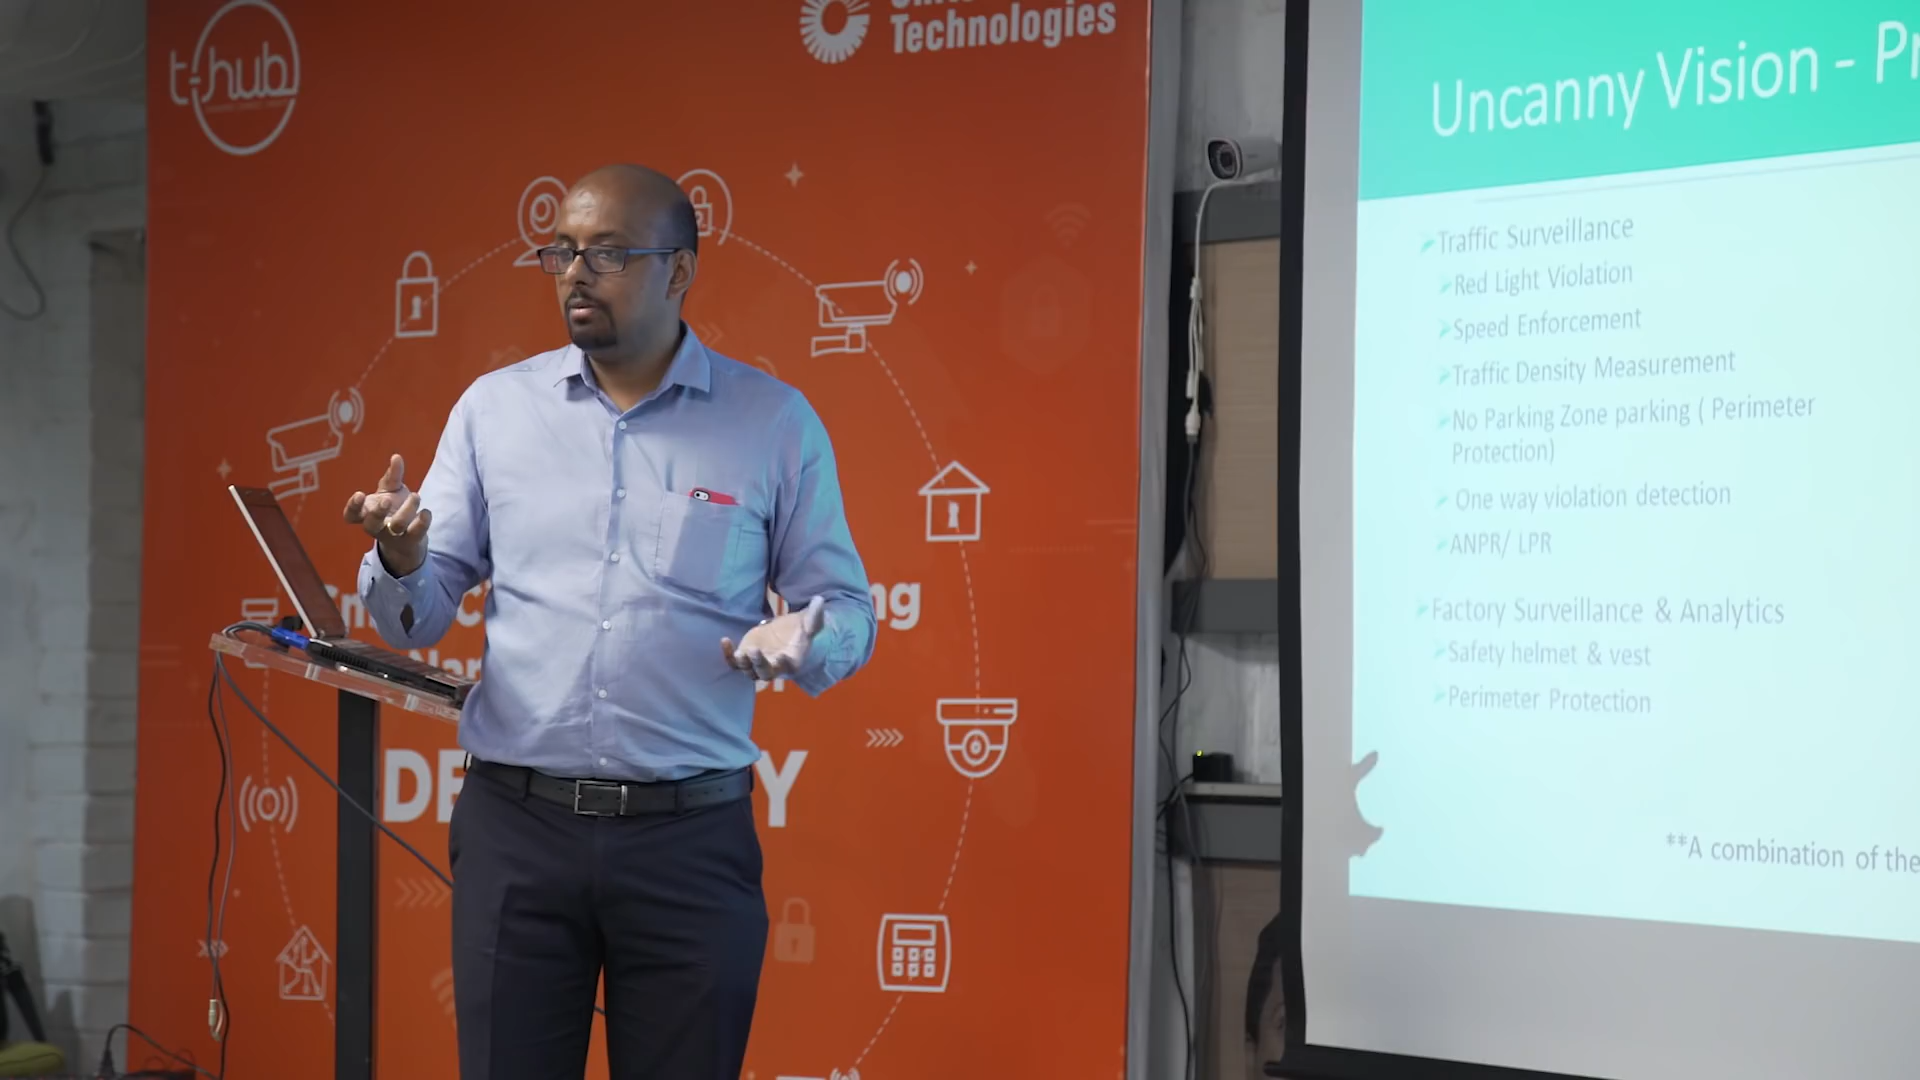 t-hub
Technologies
Uncanny Vision - Pr
Traffic Surveillance
Red Light Violation
Speed Enforcement
Traffic Density Measurement
No Parking Zone parking ( Perimeter
Protection)
One way violation detection
ANPR/ LPR
Factory Surveillance & Analytics
Safety helmet & vest
Perimeter Protection
**A combination of the